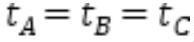 t_A = t_B = t_C